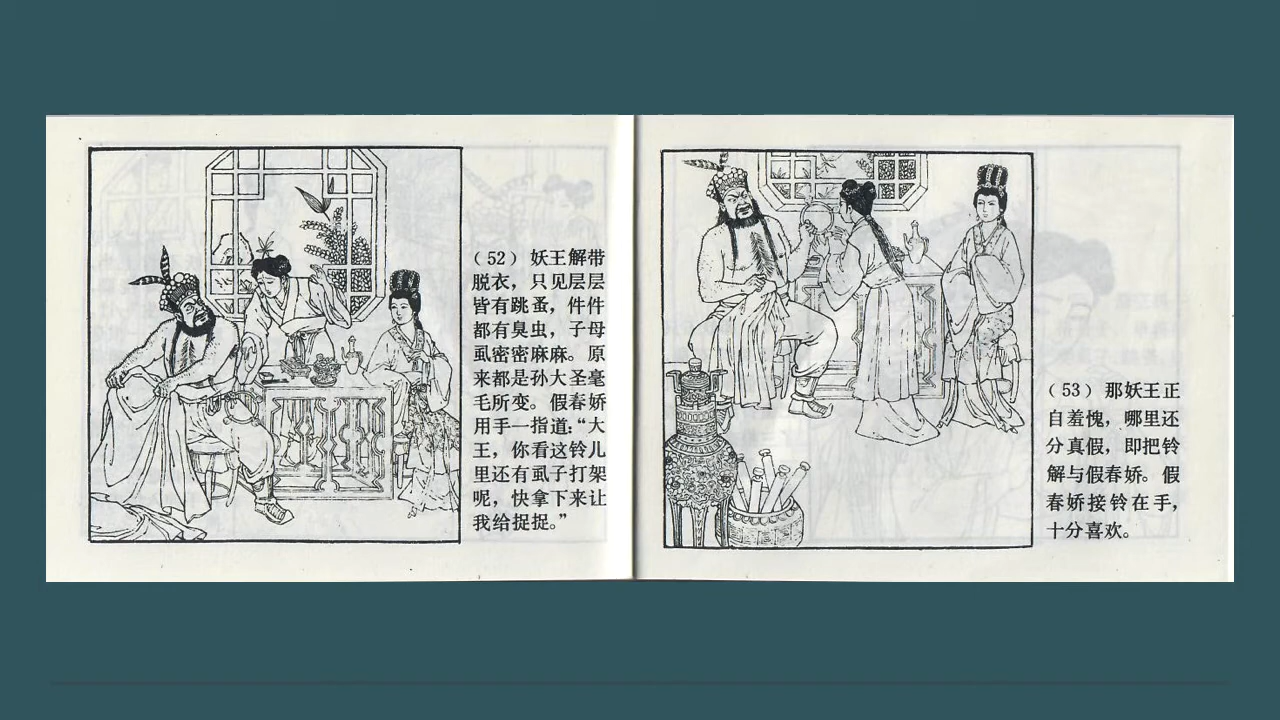 （52）妖王解带
脱衣，只见层层
皆有跳蚤，件件
都有臭虫，子母
虱密密麻麻。原
来都是孙大圣毫
毛所变。假春娇
用手一指道：“大
王，你看这铃儿
里还有虱子打架
呢，快拿下来让
我给捉捉。”
（53）那妖王正
自羞愧，哪里还
分真假，即把铃
解与假春娇。假
春娇接铃在手，
十分喜欢。